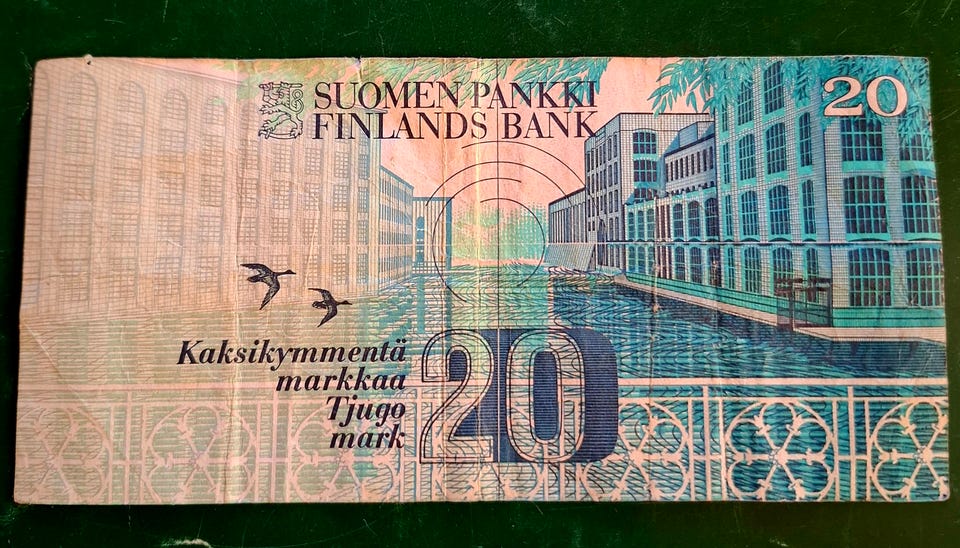 SUOMEN PANKKI
FINLANDS BANK
20
Kaksikymmentä
markkaa
Tjugo
mark
20